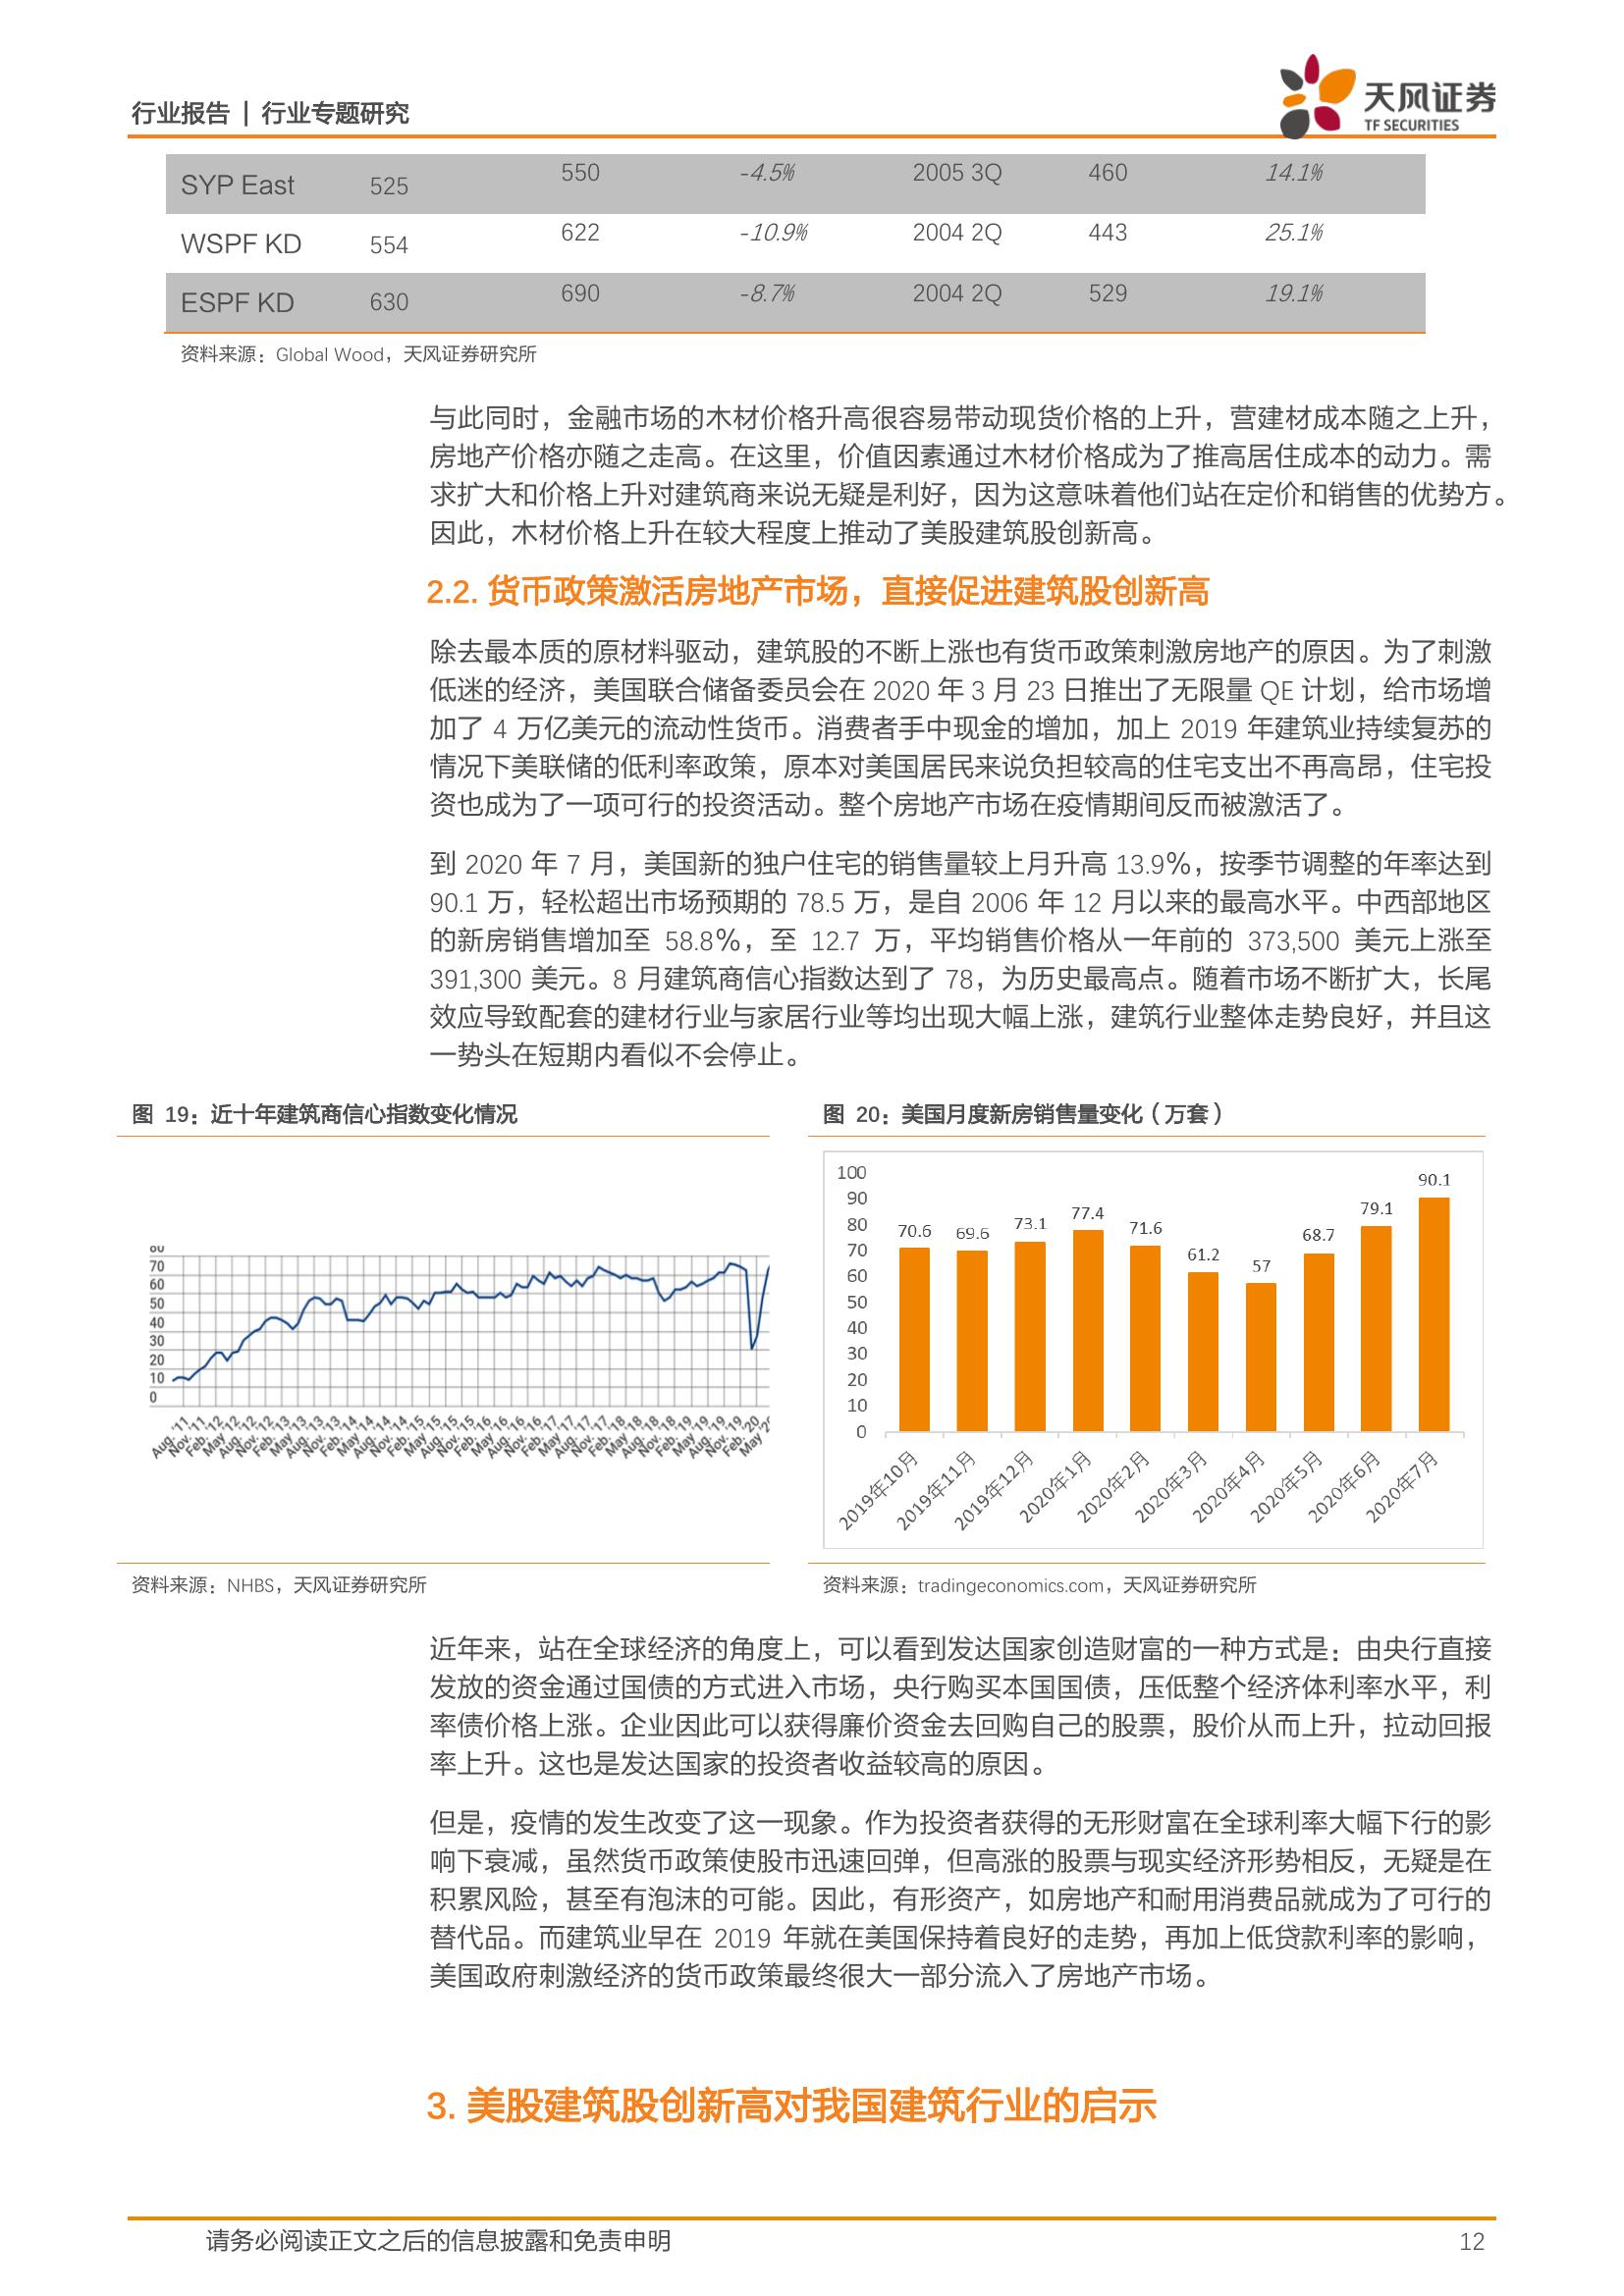 行业报告 | 行业专题研究
天风证券
TF SECURITIES
SYP East 525 550 -4.5% 2005 3Q 460 14.1%
WSPF KD 554 622 -10.9% 2004 2Q 443 25.1%
ESPF KD 630 690 -8.7% 2004 2Q 529 19.1%
资料来源：Global Wood，天风证券研究所
与此同时，金融市场的木材价格升高很容易带动现货价格的上升，营建材成本随之上升，
房地产价格亦随之走高。在这里，价值因素通过木材价格成为了推高居住成本的动力。需
求扩大和价格上升对建筑商来说无疑是利好，因为这意味着他们站在定价和销售的优势方。
因此，木材价格上升在较大程度上推动了美股建筑股创新高。
2.2. 货币政策激活房地产市场，直接促进建筑股创新高
除去最本质的原材料驱动，建筑股的不断上涨也有货币政策刺激房地产的原因。为了刺激
低迷的经济，美国联合储备委员会在 2020 年 3 月 23 日推出了无限量 QE 计划，给市场增
加了 4 万亿美元的流动性货币。消费者手中现金的增加，加上 2019 年建筑业持续复苏的
情况下美联储的低利率政策，原本对美国居民来说负担较高的住宅支出不再高昂，住宅投
资也成为了一项可行的投资活动。整个房地产市场在疫情期间反而被激活了。
到 2020 年 7 月，美国新的独户住宅的销售量较上月升高 13.9%，按季节调整的年率达到
90.1 万，轻松超出市场预期的 78.5 万，是自 2006 年 12 月以来的最高水平。中西部地区
的新房销售增加至 58.8%，至 12.7 万，平均销售价格从一年前的 373,500 美元上涨至
391,300 美元。8 月建筑商信心指数达到了 78，为历史最高点。随着市场不断扩大，长尾
效应导致配套的建材行业与家居行业等均出现大幅上涨，建筑行业整体走势良好，并且这
一势头在短期内看似不会停止。
图 19：近十年建筑商信心指数变化情况
80
70
60
50
40
30
20
10
0
Aug. '11 Nov. '11 Feb. '12 May '12 Aug. '12 Nov. '12 Feb. '13 May '13 Aug. '13 Nov. '13 Feb. '14 May '14 Aug. '14 Nov. '14 Feb. '15 May '15 Aug. '15 Nov. '15 Feb. '16 May '16 Aug. '16 Nov. '16 Feb. '17 May '17 Aug. '17 Nov. '17 Feb. '18 May '18 Aug. '18 Nov. '18 Feb. '19 May '19 Aug. '19 Nov. '19 Feb. '20 May '2
资料来源：NHBS，天风证券研究所
图 20：美国月度新房销售量变化（万套）
100
90
80
70
60
50
40
30
20
10
0
70.6 69.6 73.1 77.4 71.6 61.2 57 68.7 79.1 90.1
2019年10月 2019年11月 2019年12月 2020年1月 2020年2月 2020年3月 2020年4月 2020年5月 2020年6月 2020年7月
资料来源：tradingeconomics.com，天风证券研究所
近年来，站在全球经济的角度上，可以看到发达国家创造财富的一种方式是：由央行直接
发放的资金通过国债的方式进入市场，央行购买本国国债，压低整个经济体利率水平，利
率债价格上涨。企业因此可以获得廉价资金去回购自己的股票，股价从而上升，拉动回报
率上升。这也是发达国家的投资者收益较高的原因。
但是，疫情的发生改变了这一现象。作为投资者获得的无形财富在全球利率大幅下行的影
响下衰减，虽然货币政策使股市迅速回弹，但高涨的股票与现实经济形势相反，无疑是在
积累风险，甚至有泡沫的可能。因此，有形资产，如房地产和耐用消费品就成为了可行的
替代品。而建筑业早在 2019 年就在美国保持着良好的走势，再加上低贷款利率的影响，
美国政府刺激经济的货币政策最终很大一部分流入了房地产市场。
3. 美股建筑股创新高对我国建筑行业的启示
请务必阅读正文之后的信息披露和免责申明
12